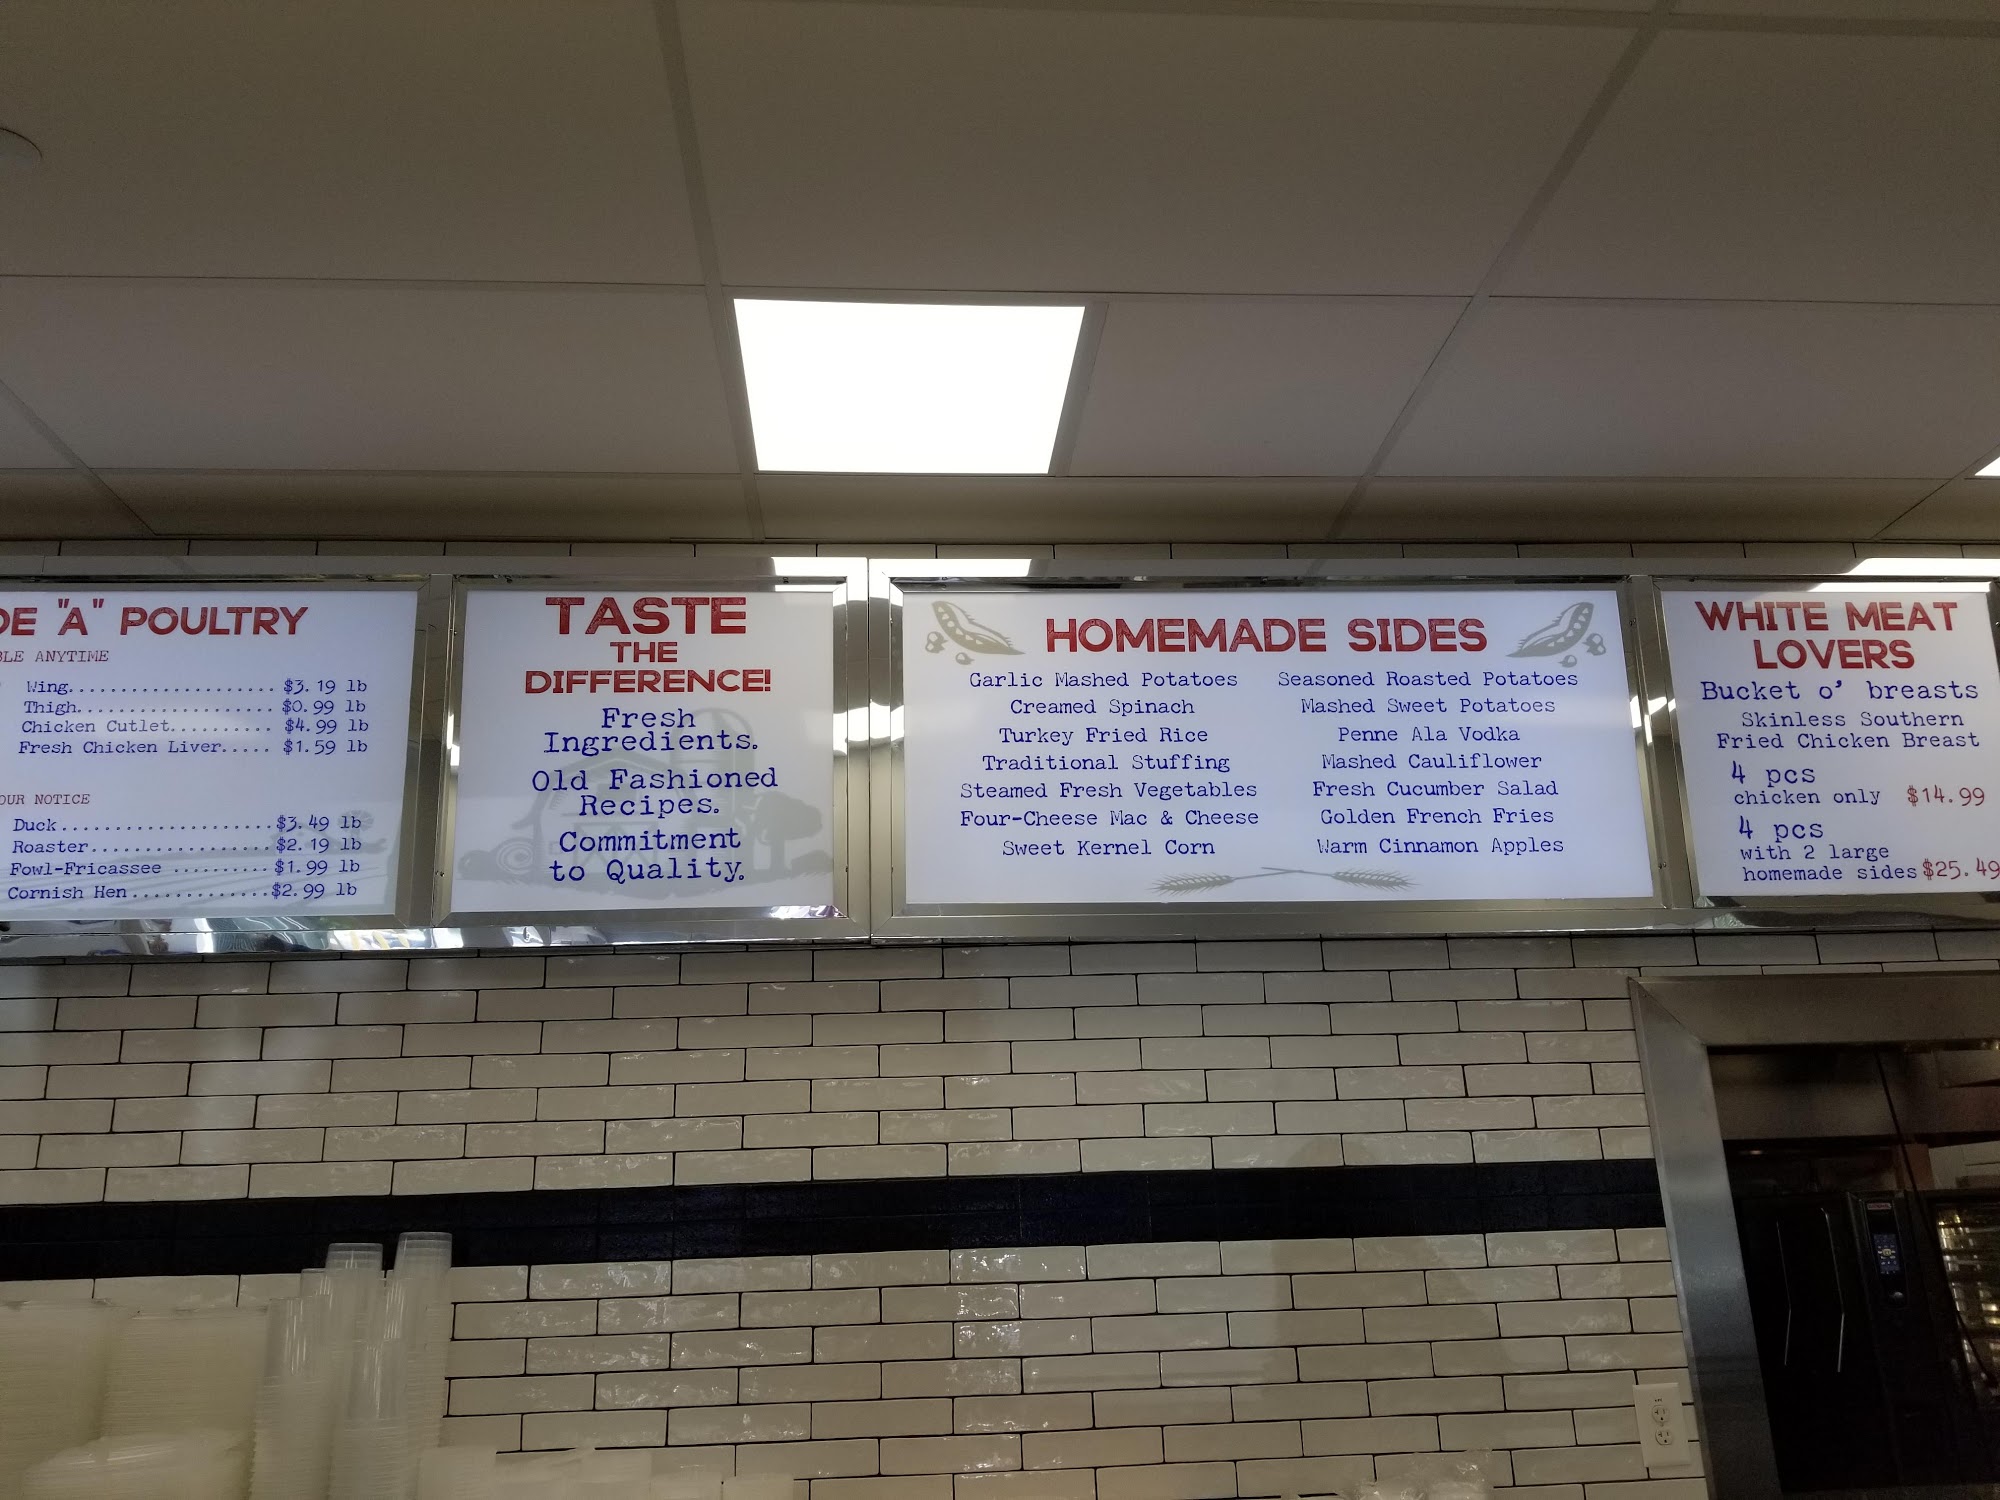 DE "A" POULTRY
BLE ANYTIME
Wing.................... $3.19 lb
Thigh................... $0.99 lb
Chicken Cutlet.......... $4.99 lb
Fresh Chicken Liver..... $1.59 lb
OUR NOTICE
Duck.....................$3.49 lb
Roaster..................$2.19 lb
Fowl-Fricassee ..........$1.99 lb
Cornish Hen .............$2.99 lb
TASTE
THE
DIFFERENCE!
Fresh
Ingredients.
Old Fashioned
Recipes.
Commitment
to Quality.
HOMEMADE SIDES
Garlic Mashed Potatoes
Creamed Spinach
Turkey Fried Rice
Traditional Stuffing
Steamed Fresh Vegetables
Four-Cheese Mac & Cheese
Sweet Kernel Corn
Seasoned Roasted Potatoes
Mashed Sweet Potatoes
Penne Ala Vodka
Mashed Cauliflower
Fresh Cucumber Salad
Golden French Fries
Warm Cinnamon Apples
WHITE MEAT
LOVERS
Bucket o' breasts
Skinless Southern
Fried Chicken Breast
4 pcs
chicken only $14.99
4 pcs
with 2 large
homemade sides $25.49